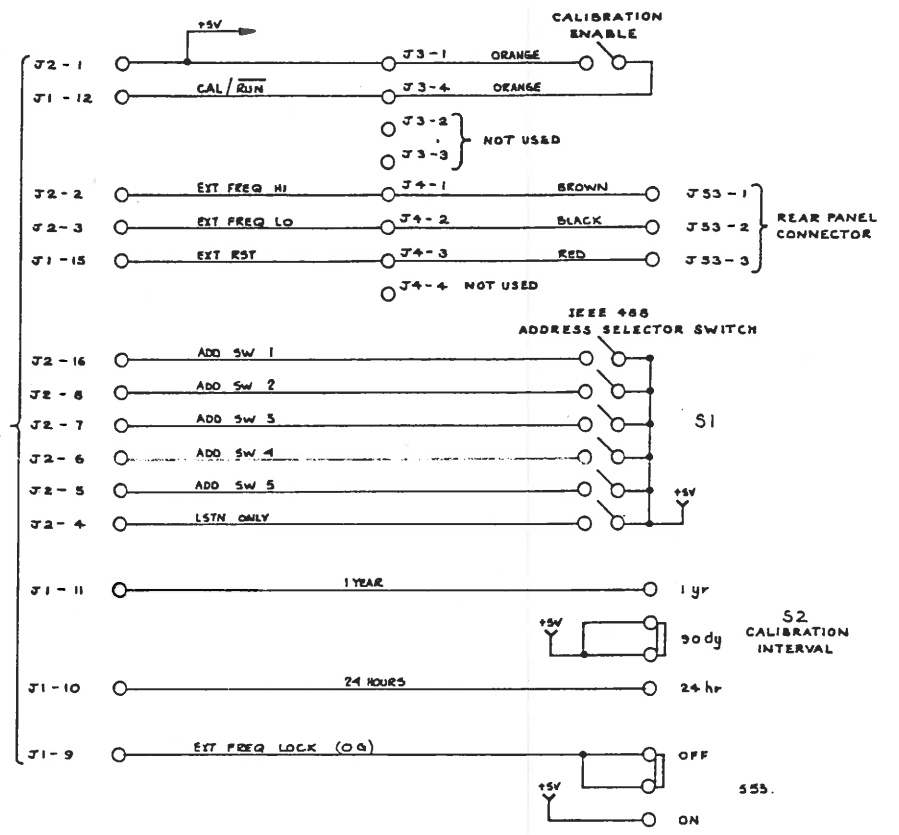 CALIBRATION
ENABLE
+5V
J2-1 J3-1 ORANGE
J1-12 CAL/RUN J3-4 ORANGE
J3-2
NOT USED
J3-3
J2-2 EXT FREQ HI J4-1 BROWN J53-1
J2-3 EXT FREQ LO J4-2 BLACK J53-2
REAR PANEL
CONNECTOR
J1-15 EXT RST J4-3 RED J53-3
J4-4 NOT USED
IEEE 488
ADDRESS SELECTOR SWITCH
J2-16 ADD SW 1
J2-8 ADD SW 2
J2-7 ADD SW 3 S1
J2-6 ADD SW 4
J2-5 ADD SW 5
+5V
J2-4 LSTN ONLY
J1-11 1 YEAR 1 yr
+5V
90 dy
S2
CALIBRATION
INTERVAL
J1-10 24 HOURS 24 hr
J1-9 EXT FREQ LOCK (OG) OFF
+5V
S53.
ON